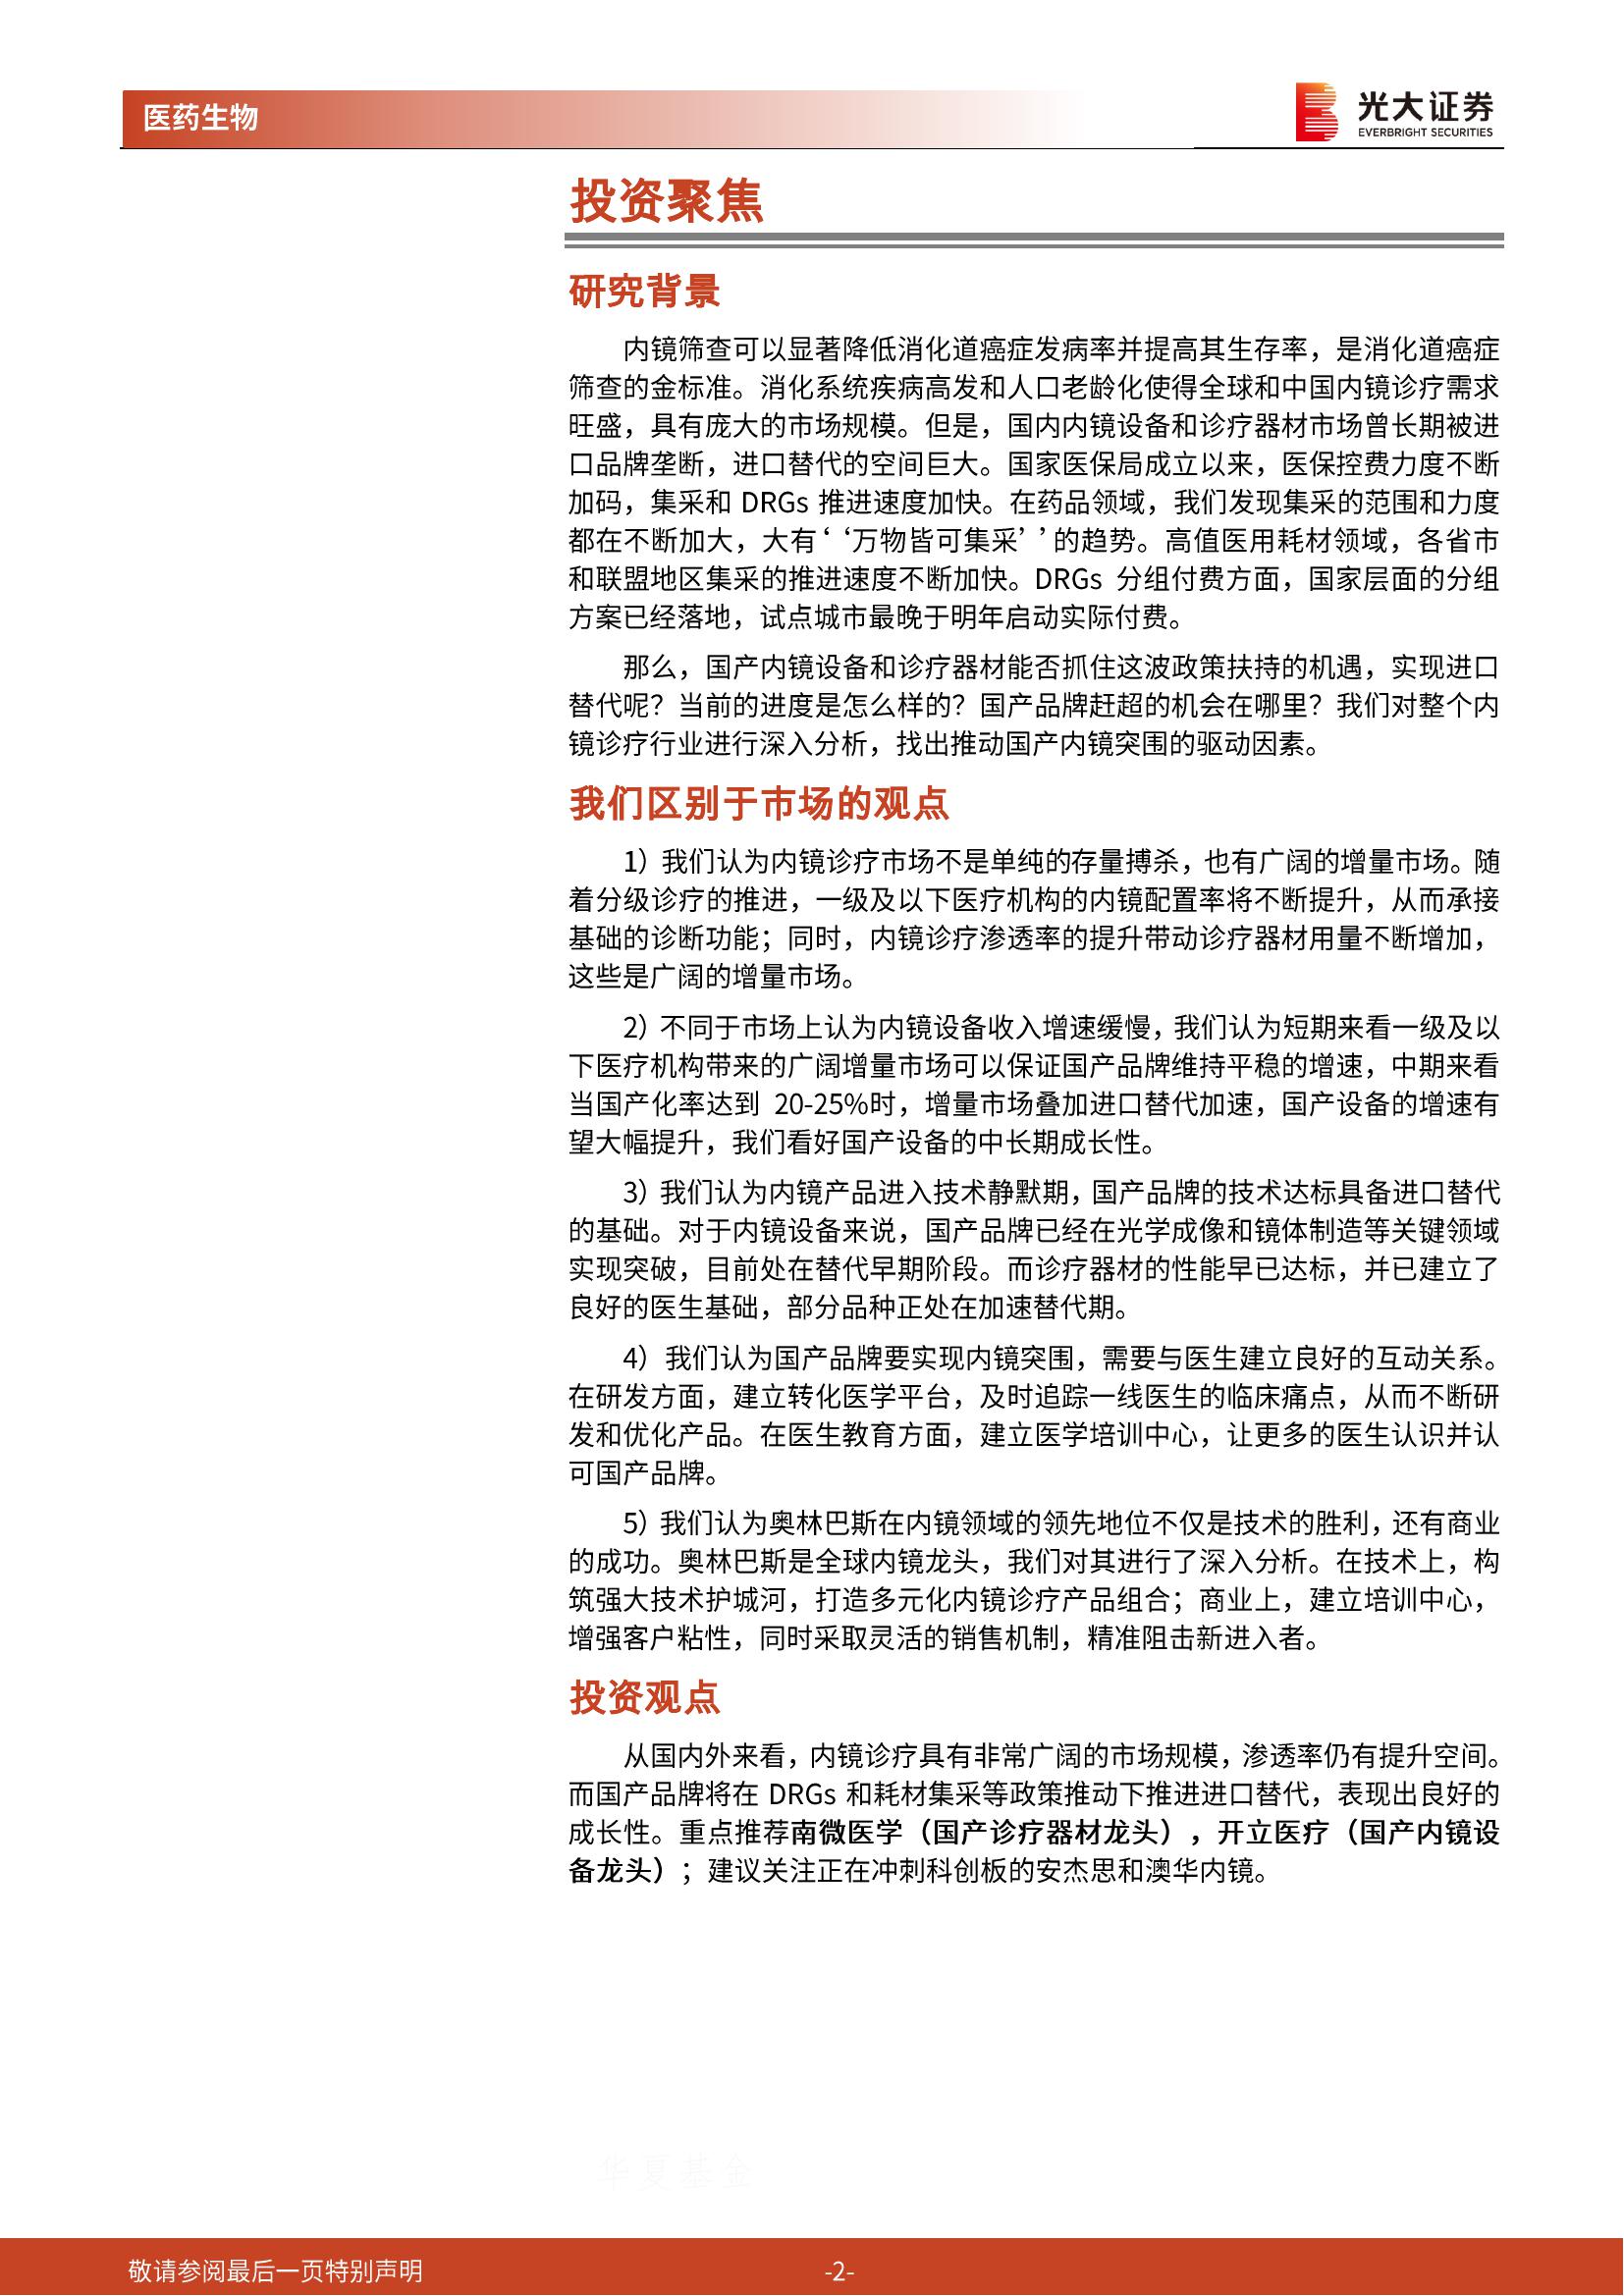 医药生物
光大证券
EVERBRIGHT SECURITIES
投资聚焦
研究背景
内镜筛查可以显著降低消化道癌症发病率并提高其生存率，是消化道癌症
筛查的金标准。消化系统疾病高发和人口老龄化使得全球和中国内镜诊疗需求
旺盛，具有庞大的市场规模。但是，国内内镜设备和诊疗器材市场曾长期被进
口品牌垄断，进口替代的空间巨大。国家医保局成立以来，医保控费力度不断
加码，集采和 DRGs 推进速度加快。在药品领域，我们发现集采的范围和力度
都在不断加大，大有‘‘万物皆可集采’’的趋势。高值医用耗材领域，各省市
和联盟地区集采的推进速度不断加快。DRGs 分组付费方面，国家层面的分组
方案已经落地，试点城市最晚于明年启动实际付费。
那么，国产内镜设备和诊疗器材能否抓住这波政策扶持的机遇，实现进口
替代呢？当前的进度是怎么样的？国产品牌赶超的机会在哪里？我们对整个内
镜诊疗行业进行深入分析，找出推动国产内镜突围的驱动因素。
我们区别于市场的观点
1）我们认为内镜诊疗市场不是单纯的存量搏杀，也有广阔的增量市场。随
着分级诊疗的推进，一级及以下医疗机构的内镜配置率将不断提升，从而承接
基础的诊断功能；同时，内镜诊疗渗透率的提升带动诊疗器材用量不断增加，
这些是广阔的增量市场。
2）不同于市场上认为内镜设备收入增速缓慢，我们认为短期来看一级及以
下医疗机构带来的广阔增量市场可以保证国产品牌维持平稳的增速，中期来看
当国产化率达到 20-25%时，增量市场叠加进口替代加速，国产设备的增速有
望大幅提升，我们看好国产设备的中长期成长性。
3）我们认为内镜产品进入技术静默期，国产品牌的技术达标具备进口替代
的基础。对于内镜设备来说，国产品牌已经在光学成像和镜体制造等关键领域
实现突破，目前处在替代早期阶段。而诊疗器材的性能早已达标，并已建立了
良好的医生基础，部分品种正处在加速替代期。
4）我们认为国产品牌要实现内镜突围，需要与医生建立良好的互动关系。
在研发方面，建立转化医学平台，及时追踪一线医生的临床痛点，从而不断研
发和优化产品。在医生教育方面，建立医学培训中心，让更多的医生认识并认
可国产品牌。
5）我们认为奥林巴斯在内镜领域的领先地位不仅是技术的胜利，还有商业
的成功。奥林巴斯是全球内镜龙头，我们对其进行了深入分析。在技术上，构
筑强大技术护城河，打造多元化内镜诊疗产品组合；商业上，建立培训中心，
增强客户粘性，同时采取灵活的销售机制，精准阻击新进入者。
投资观点
从国内外来看，内镜诊疗具有非常广阔的市场规模，渗透率仍有提升空间。
而国产品牌将在 DRGs 和耗材集采等政策推动下推进进口替代，表现出良好的
成长性。重点推荐南微医学（国产诊疗器材龙头），开立医疗（国产内镜设
备龙头）；建议关注正在冲刺科创板的安杰思和澳华内镜。
华夏基金
敬请参阅最后一页特别声明
-2-